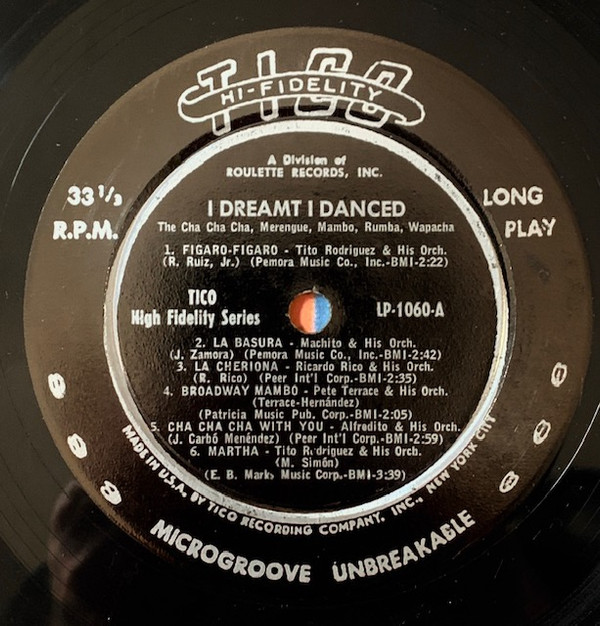 TICO
HI-FIDELITY
A Division of
ROULETTE RECORDS, INC.
33 1/3
R.P.M.
LONG
PLAY
I DREAMT I DANCED
The Cha Cha Cha, Merengue, Mambo, Rumba, Wapacha
1. FIGARO-FIGARO - Tito Rodriguez & His Orch.
(R. Ruiz, Jr.) (Pemora Music Co., Inc.-BMI-2:22)
TICO
High Fidelity Series
LP-1060-A
2. LA BASURA - Machito & His Orch.
(J. Zamora) (Pemora Music Co., Inc.-BMI-2:42)
3. LA CHERIONA - Ricardo Rico & His Orch.
(R. Rico) (Peer Int'l Corp.-BMI-2:35)
4. BROADWAY MAMBO - Pete Terrace & His Orch.
(Terrace-Hernández)
(Patricia Music Pub. Corp.-BMI-2:05)
5. CHA CHA CHA WITH YOU - Alfredito & His Orch.
(J. Carbó Menéndez) (Peer Int'l Corp.-BMI-2:59)
6. MARTHA - Tito Rodriguez & His Orch.
(M. Simón)
(E. B. Marks Music Corp.-BMI-3:39)
MADE IN U.S.A. BY TICO RECORDING COMPANY, INC., NEW YORK CITY
MICROGROOVE UNBREAKABLE